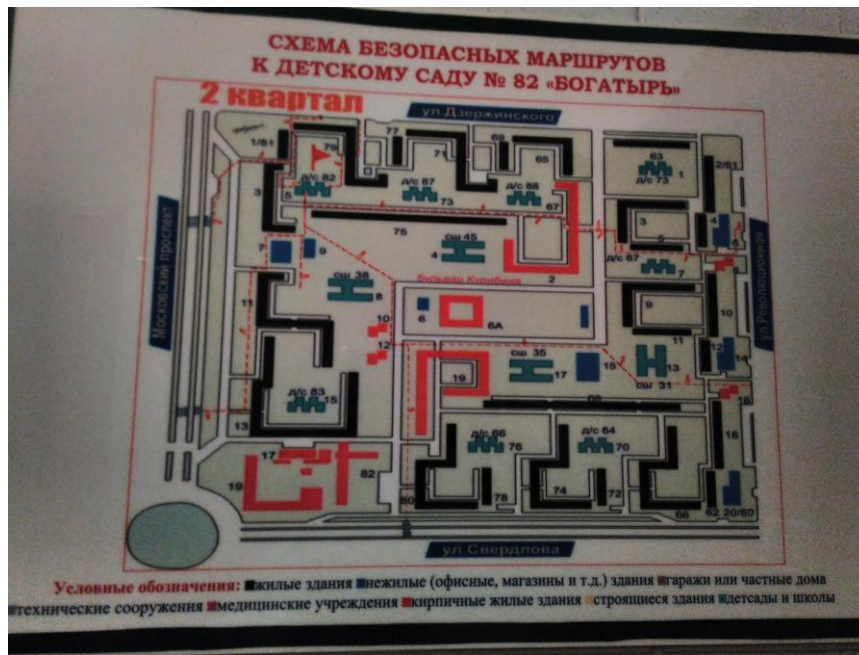 СХЕМА БЕЗОПАСНЫХ МАРШРУТОВ
К ДЕТСКОМУ САДУ № 82 «БОГАТЫРЬ»
2 квартал
ул.Дзержинского
1/81
79
77
71
69
65
63
2/61
д/с 82
д/с 87
д/с 88
д/с 73
1
3
5
73
67
3
4
6
Московский проспект
75
сш 45
4
5
д/с 67
7
8
ул.Революционная
7
9
2
бульвар Кулибина
сш 38
8
11
10
6
6А
9
10
12
11
12
14
сш 35
19
17
15
13
сш 31
16
д/с 83
15
13
68
18
17
82
19
д/с 66
76
д/с 64
70
80
78
74
72
66
62
20/60
ул.Свердлова
Условные обозначения: жилые здания нежилые (офисные, магазины и т.д.) здания гаражи или частные дома
технические сооружения медицинские учреждения кирпичные жилые здания строящиеся здания детсады и школы